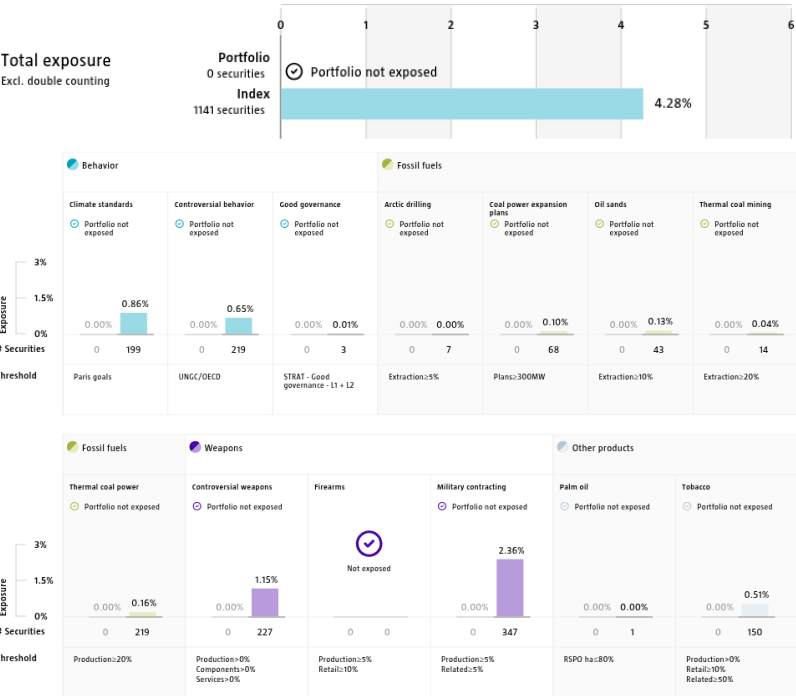 0 1 2 3 4 5 6
Total exposure
Excl. double counting
Portfolio
0 securities
Portfolio not exposed
Index
1141 securities
4.28%
Behavior
Fossil fuels
Climate standards
Controversial behavior
Good governance
Arctic drilling
Coal power expansion
plans
Oil sands
Thermal coal mining
Portfolio not
exposed
Portfolio not
exposed
Portfolio not
exposed
Portfolio not
exposed
Portfolio not
exposed
Portfolio not
exposed
Portfolio not
exposed
Exposure
3%
1.5%
0%
0.00% 0.86% 0.00% 0.65% 0.00% 0.01% 0.00% 0.00% 0.00% 0.10% 0.00% 0.13% 0.00% 0.04%
# Securities 0 199 0 219 0 3 0 7 0 68 0 43 0 14
hreshold
Paris goals
UNGC/OECD
STRAT - Good
governance - L1 + L2
Extraction≥5%
Plans≥300MW
Extraction≥10%
Extraction≥20%
Fossil fuels
Weapons
Other products
Thermal coal power
Controversial weapons
Firearms
Military contracting
Palm oil
Tobacco
Portfolio not exposed
Portfolio not exposed
Not exposed
Portfolio not exposed
Portfolio not exposed
Portfolio not exposed
Exposure
3%
1.5%
0%
0.00% 0.16% 0.00% 1.15% 0.00% 2.36% 0.00% 0.00% 0.00% 0.51%
# Securities 0 219 0 227 0 0 0 347 0 1 0 150
hreshold
Production≥20%
Production>0%
Components>0%
Services>0%
Production≥5%
Retail≥10%
Production≥5%
Related≥5%
RSPO ha≤80%
Production>0%
Retail≥10%
Related≥50%